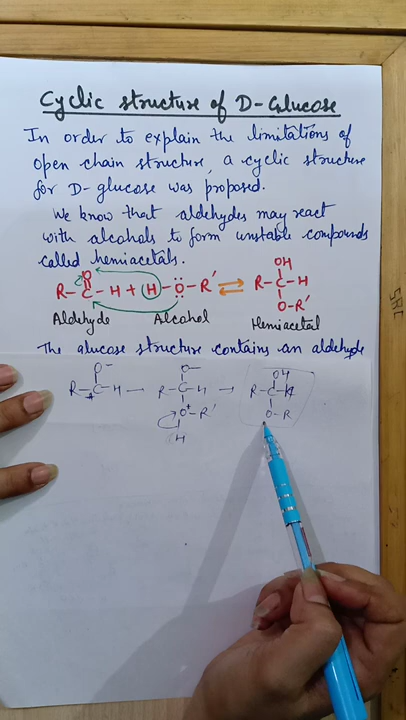 Cyclic structure of D-Glucose
In order to explain the limitations of
open chain structure, a cyclic structure
for D-glucose was proposed.
We know that aldehydes may react
with alcohols to form unstable compounds
called hemiacetals.
OH
O
R-C-H + H-O-R' ⇌ R-C-H
O-R'
Aldehyde Alcohol Hemiacetal
The glucose structure contains an aldehyde
O⁻ O⁻ OH
R-C-H → R-C-H → R-C-H
+
O⁺-R' O-R
H